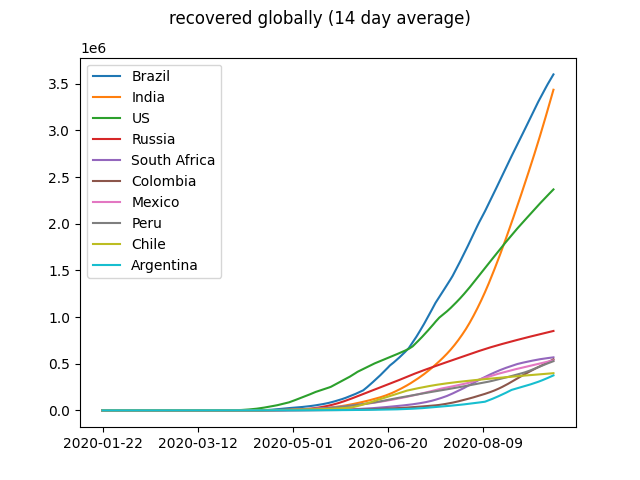 recovered globally (14 day average)
1e6
3.5
3.0
2.5
2.0
1.5
1.0
0.5
0.0
Brazil
India
US
Russia
South Africa
Colombia
Mexico
Peru
Chile
Argentina
2020-01-22 2020-03-12 2020-05-01 2020-06-20 2020-08-09